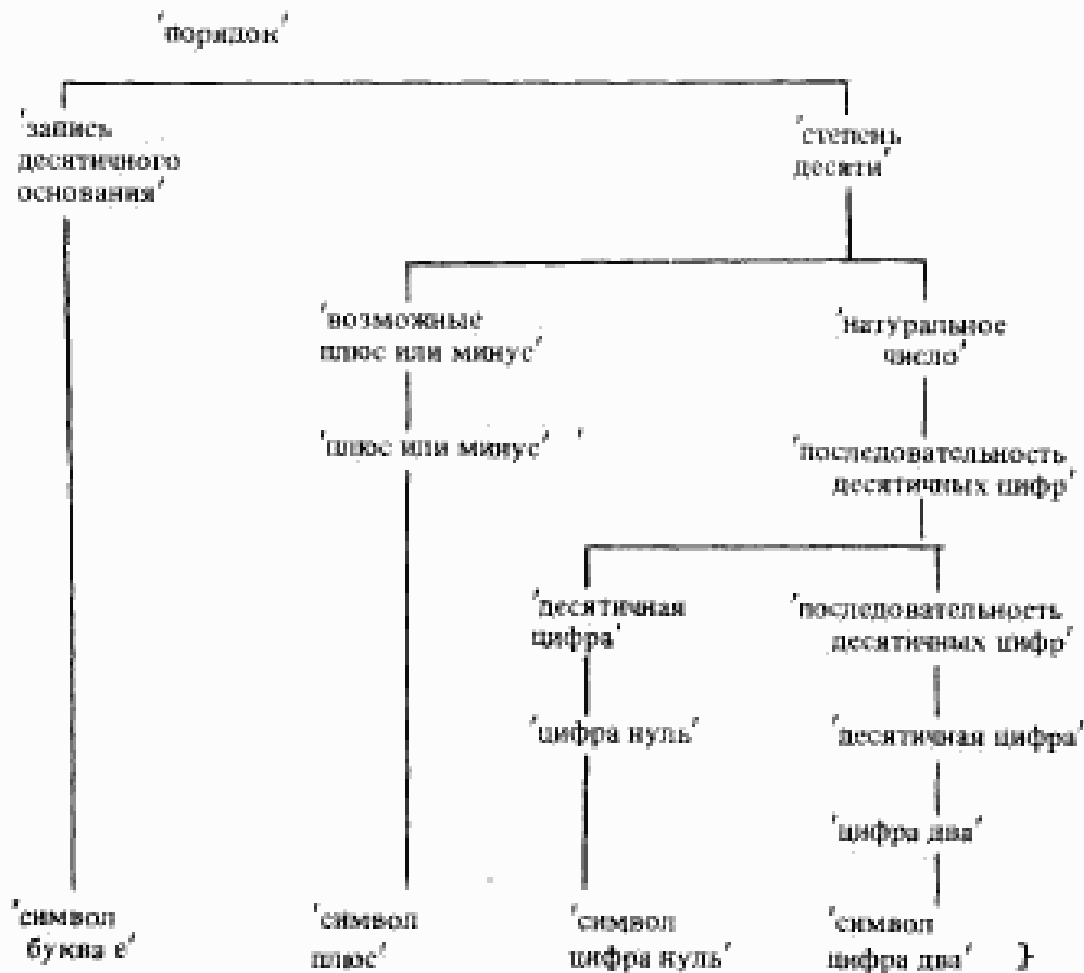 'порядок'
'запись
десятичного
основания'
'степень
десяти'
'возможные
плюс или минус'
'натуральное
число'
'плюс или минус' '
'последовательность
десятичных цифр'
'десятичная
цифра'
'последовательность
десятичных цифр'
'цифра нуль'
'десятичная цифра'
'цифра два'
'символ
буква е'
'символ
плюс'
'символ
цифра нуль'
'символ
цифра два' }